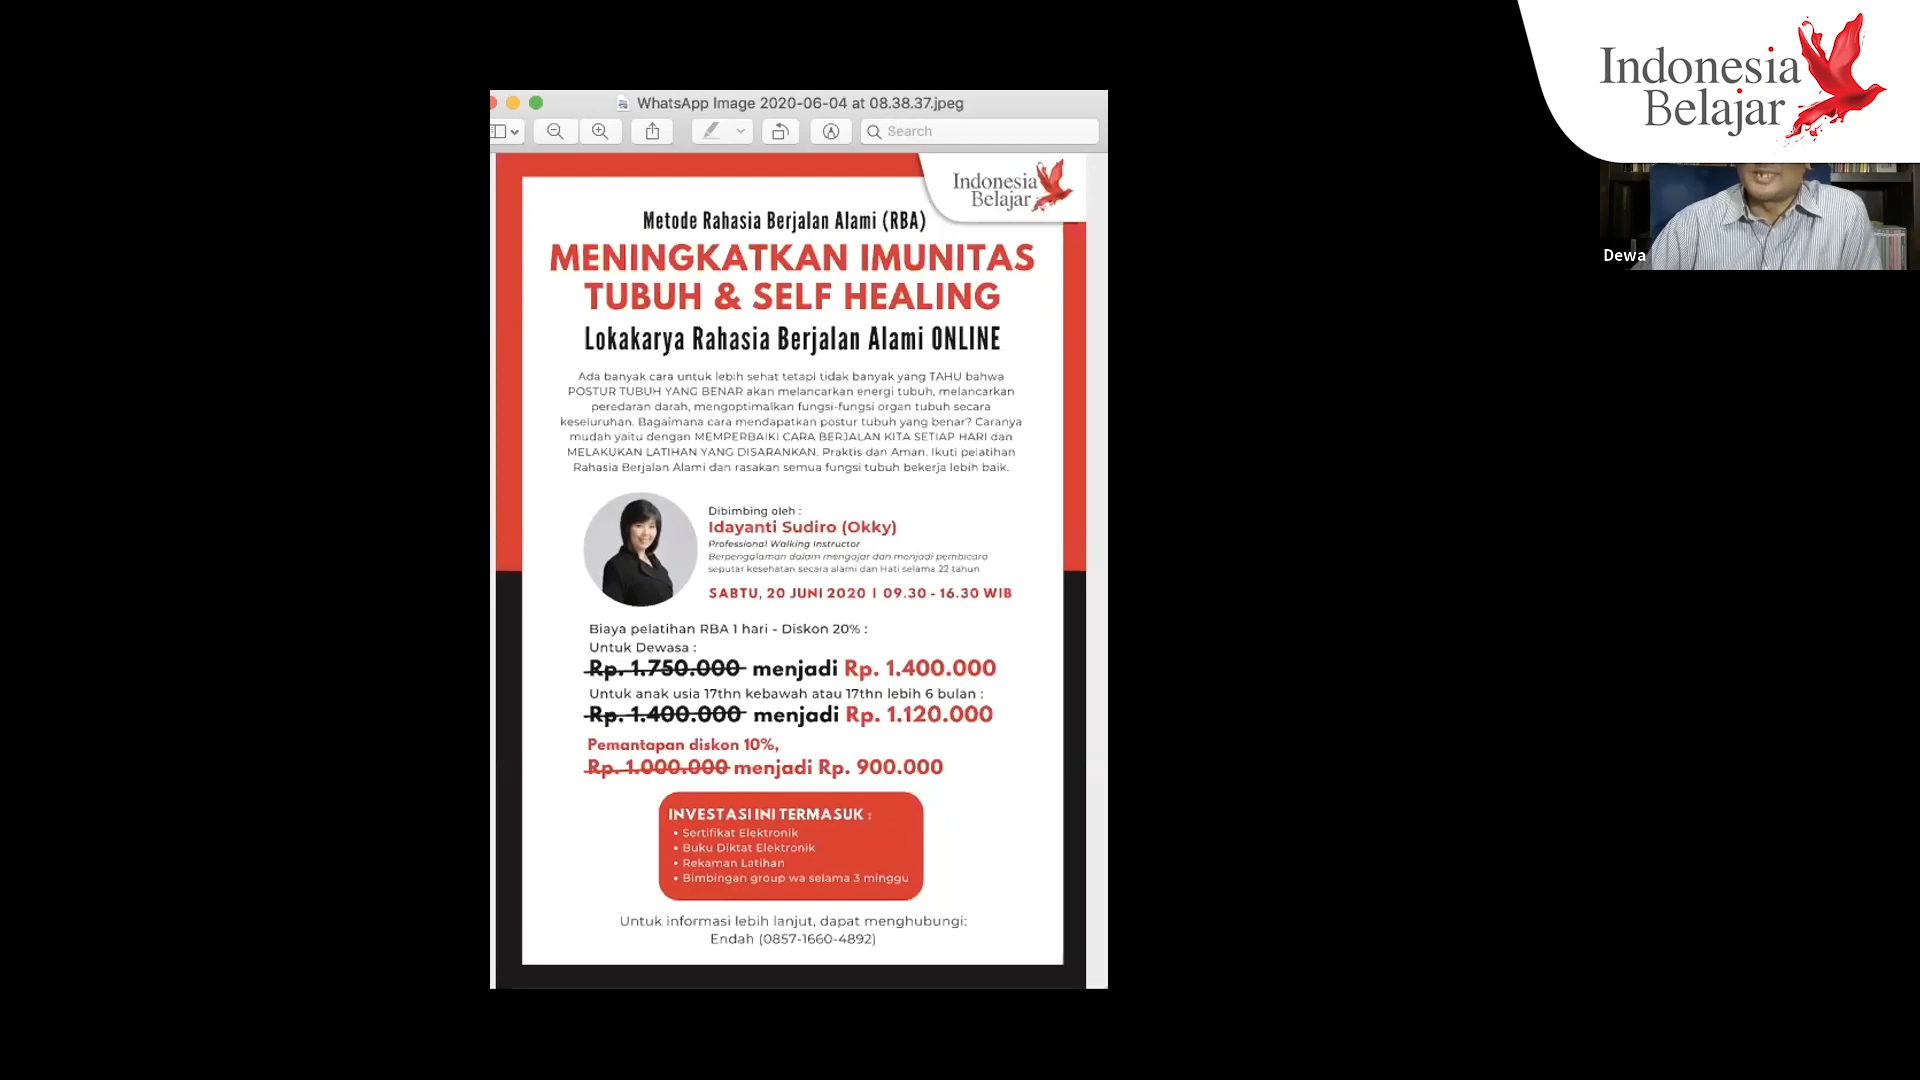 WhatsApp Image 2020-06-04 at 08.38.37.jpeg
Search
Indonesia
Belajar
Indonesia
Belajar
Dewa
Metode Rahasia Berjalan Alami (RBA)
MENINGKATKAN IMUNITAS
TUBUH & SELF HEALING
Lokakarya Rahasia Berjalan Alami ONLINE
Ada banyak cara untuk lebih sehat tetapi tidak banyak yang TAHU bahwa
POSTUR TUBUH YANG BENAR akan melancarkan energi tubuh, melancarkan
peredaran darah, mengoptimalkan fungsi-fungsi organ tubuh secara
keseluruhan. Bagaimana cara mendapatkan postur tubuh yang benar? Caranya
mudah yaitu dengan MEMPERBAIKI CARA BERJALAN KITA SETIAP HARI dan
MELAKUKAN LATIHAN YANG DISARANKAN. Praktis dan Aman. Ikuti pelatihan
Rahasia Berjalan Alami dan rasakan semua fungsi tubuh bekerja lebih baik.
Dibimbing oleh :
Idayanti Sudiro (Okky)
Professional Walking Instructor
Berpengalaman dalam mengajar dan menjadi pembicara
seputar kesehatan secara alami dan Hati selama 22 tahun
SABTU, 20 JUNI 2020 | 09.30 - 16.30 WIB
Biaya pelatihan RBA 1 hari - Diskon 20% :
Untuk Dewasa :
Rp. 1.750.000 menjadi Rp. 1.400.000
Untuk anak usia 17thn kebawah atau 17thn lebih 6 bulan :
Rp. 1.400.000 menjadi Rp. 1.120.000
Pemantapan diskon 10%,
Rp. 1.000.000 menjadi Rp. 900.000
INVESTASI INI TERMASUK :
• Sertifikat Elektronik
• Buku Diktat Elektronik
• Rekaman Latihan
• Bimbingan group wa selama 3 minggu
Untuk informasi lebih lanjut, dapat menghubungi:
Endah (0857-1660-4892)